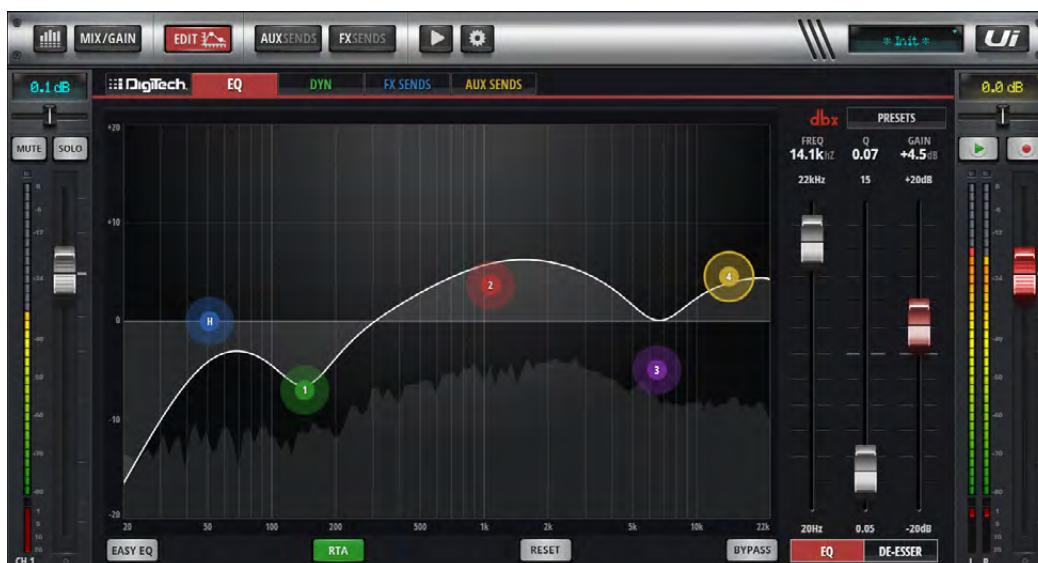 MIX/GAIN EDIT AUXSENDS FXSENDS * Init * Ui
0.1dB DigiTech EQ DYN FX SENDS AUX SENDS 0.0 dB
MUTE SOLO
dbx PRESETS
FREQ Q GAIN
14.1khZ 0.07 +4.5dB
22kHz 15 +20dB
+20
+10
0
-10
-20
H 1 2 3 4
20 50 100 200 500 1k 2k 5k 10k 22k
20Hz 0.05 -20dB
EASY EQ RTA RESET BYPASS EQ DE-ESSER
CH 1 L R